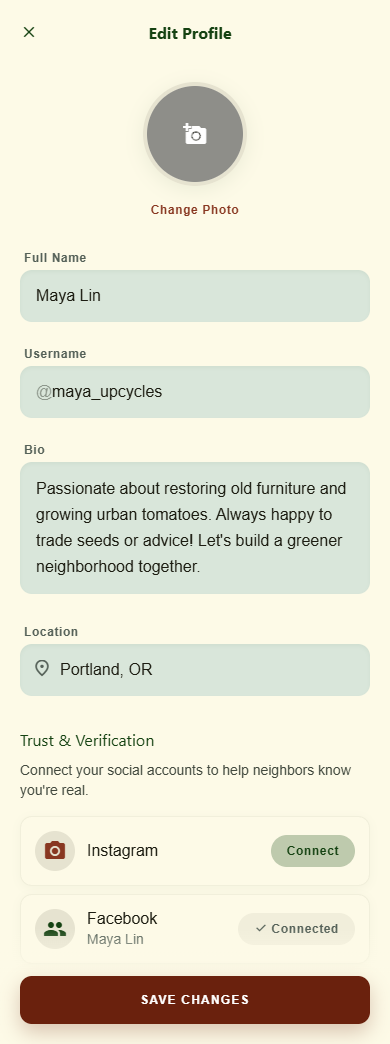 Edit Profile
Change Photo
Full Name
Maya Lin
Username
@maya_upcycles
Bio
Passionate about restoring old furniture and
growing urban tomatoes. Always happy to
trade seeds or advice! Let's build a greener
neighborhood together.
Location
Portland, OR
Trust & Verification
Connect your social accounts to help neighbors know
you're real.
Instagram
Connect
Facebook
Maya Lin
Connected
SAVE CHANGES